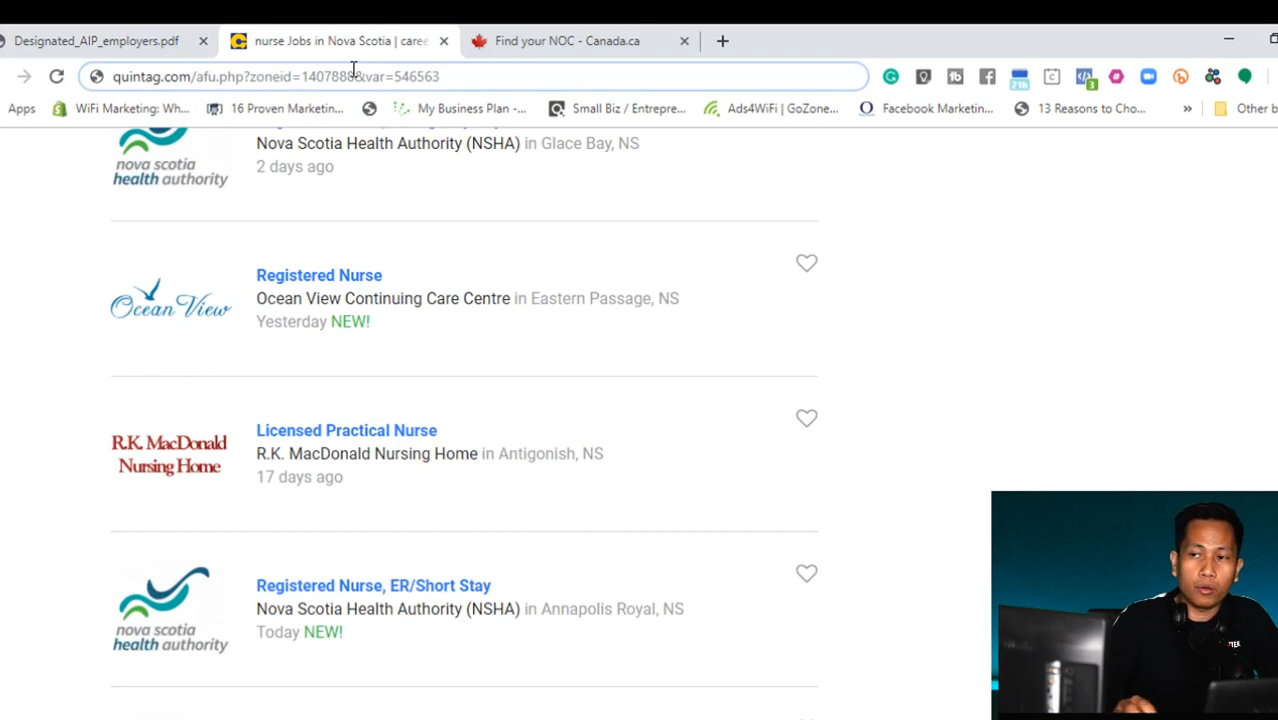 Designated_AIP_employers.pdf
nurse Jobs in Nova Scotia | caree
Find your NOC - Canada.ca
quintag.com/afu.php?zoneid=1407888&var=546563
Apps
WiFi Marketing: Wh...
16 Proven Marketin...
My Business Plan -...
Small Biz / Entrepre...
Ads4WiFi | GoZone...
Facebook Marketin...
13 Reasons to Cho...
»
Other b
nova scotia
health authority
Nova Scotia Health Authority (NSHA) in Glace Bay, NS
2 days ago
Ocean View
Registered Nurse
Ocean View Continuing Care Centre in Eastern Passage, NS
Yesterday NEW!
R.K. MacDonald
Nursing Home
Licensed Practical Nurse
R.K. MacDonald Nursing Home in Antigonish, NS
17 days ago
nova scotia
health authority
Registered Nurse, ER/Short Stay
Nova Scotia Health Authority (NSHA) in Annapolis Royal, NS
Today NEW!